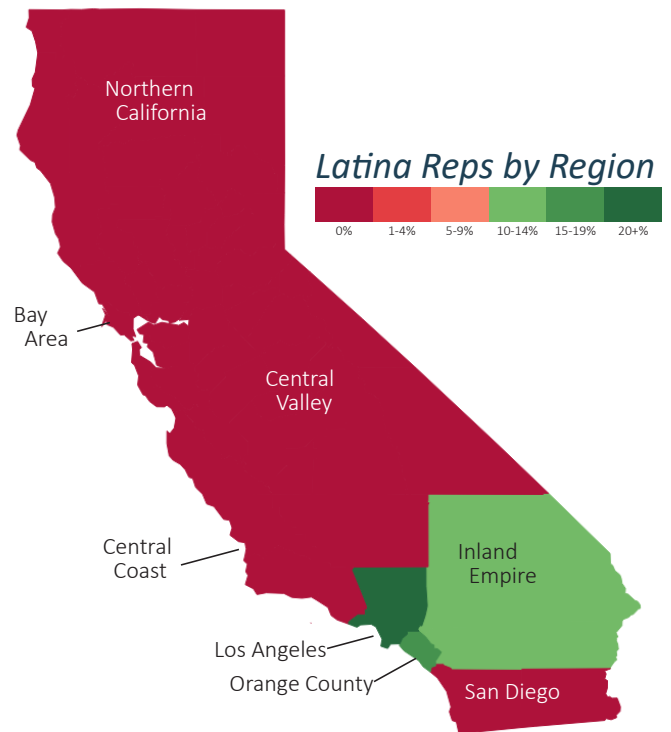 Northern
California
Latina Reps by Region
0% 1-4% 5-9% 10-14% 15-19% 20+%
Bay
Area
Central
Valley
Central
Coast
Inland
Empire
Los Angeles
Orange County
San Diego